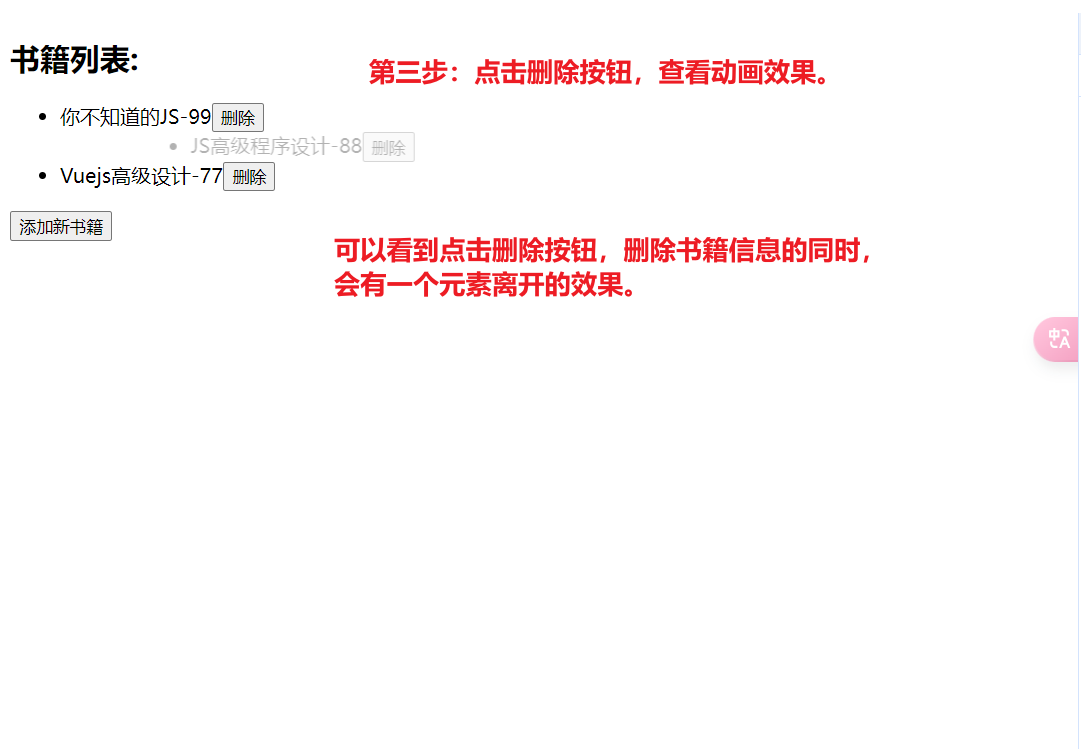 书籍列表:
第三步：点击删除按钮，查看动画效果。
你不知道的JS-99 删除
JS高级程序设计-88 删除
Vuejs高级设计-77 删除
添加新书籍
可以看到点击删除按钮，删除书籍信息的同时，
会有一个元素离开的效果。
中 A